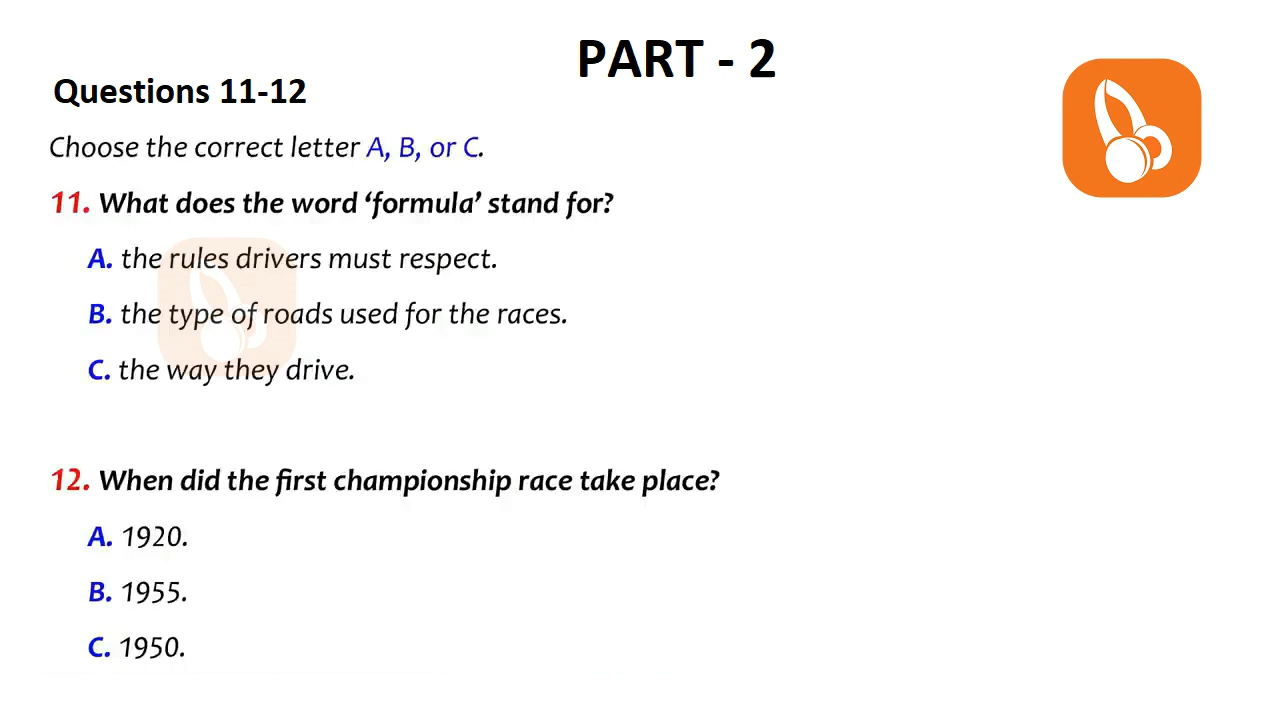 PART - 2
Questions 11-12
Choose the correct letter A, B, or C.
11. What does the word ‘formula’ stand for?
A. the rules drivers must respect.
B. the type of roads used for the races.
C. the way they drive.
12. When did the first championship race take place?
A. 1920.
B. 1955.
C. 1950.